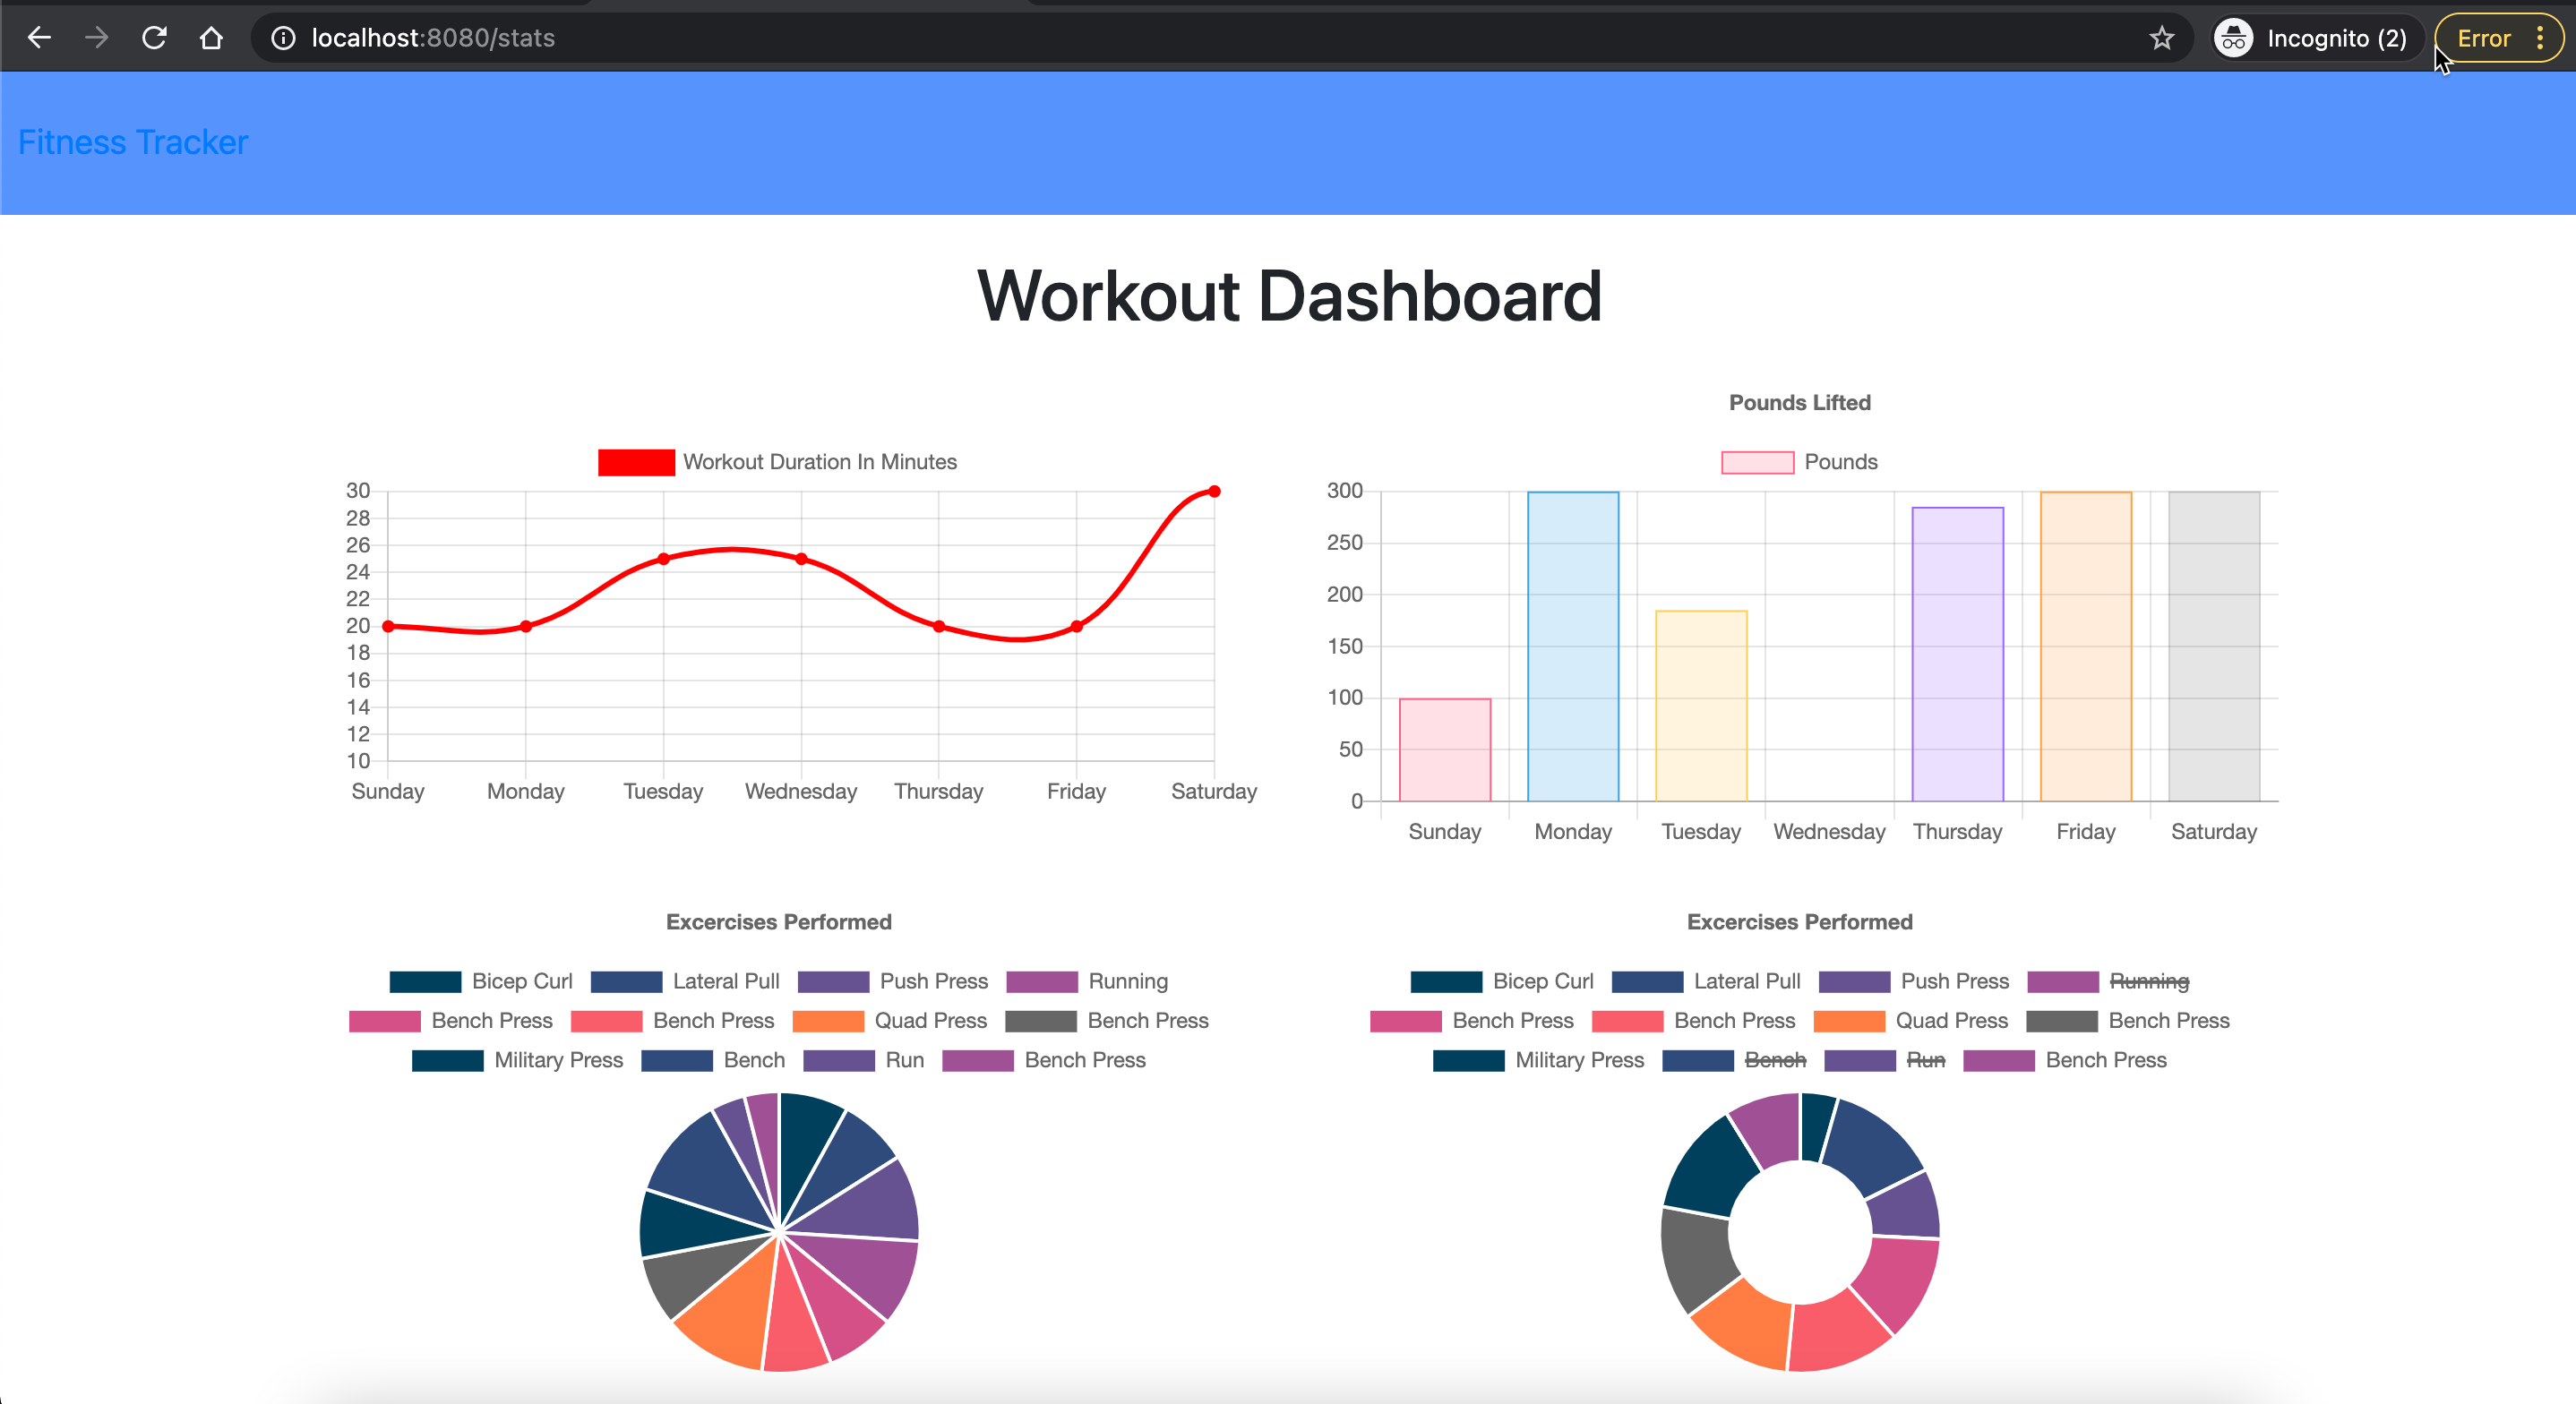 localhost:8080/stats
Incognito (2)
Error
Fitness Tracker
Workout Dashboard
Workout Duration In Minutes
30
28
26
24
22
20
18
16
14
12
10
Sunday Monday Tuesday Wednesday Thursday Friday Saturday
Pounds Lifted
Pounds
300
250
200
150
100
50
0
Sunday Monday Tuesday Wednesday Thursday Friday Saturday
Excercises Performed
Bicep Curl Lateral Pull Push Press Running
Bench Press Bench Press Quad Press Bench Press
Military Press Bench Run Bench Press
Excercises Performed
Bicep Curl Lateral Pull Push Press Running
Bench Press Bench Press Quad Press Bench Press
Military Press Bench Run Bench Press